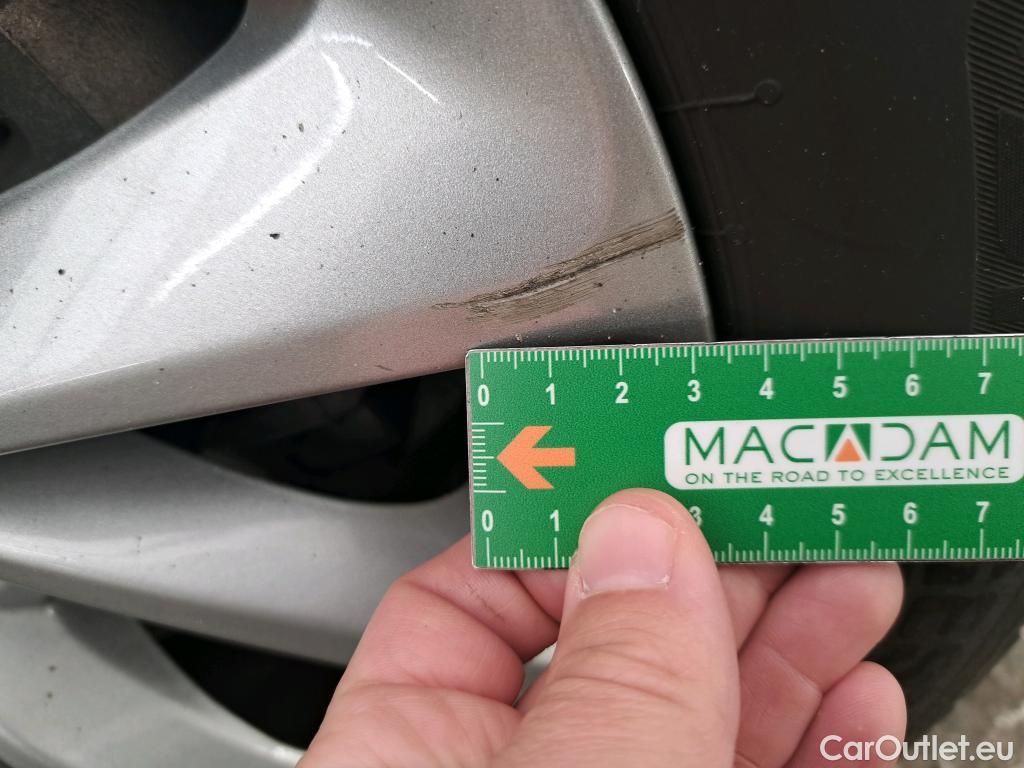 0 1 2 3 4 5 6 7
MACADAM
ON THE ROAD TO EXCELLENCE
0 1 3 4 5 6 7
CarOutlet.eu